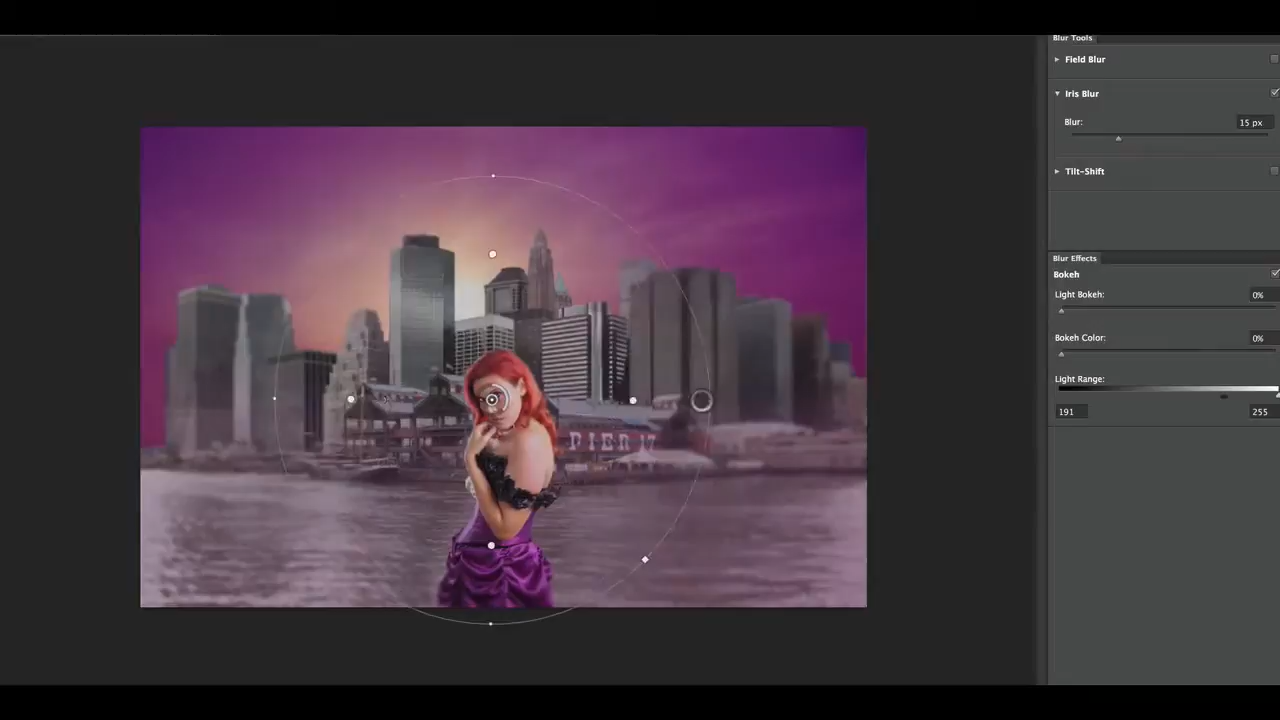 Blur Tools
Field Blur
Iris Blur
Blur: 15 px
Tilt-Shift
Blur Effects
Bokeh
Light Bokeh: 0%
Bokeh Color: 0%
Light Range:
191 255
PIER 17